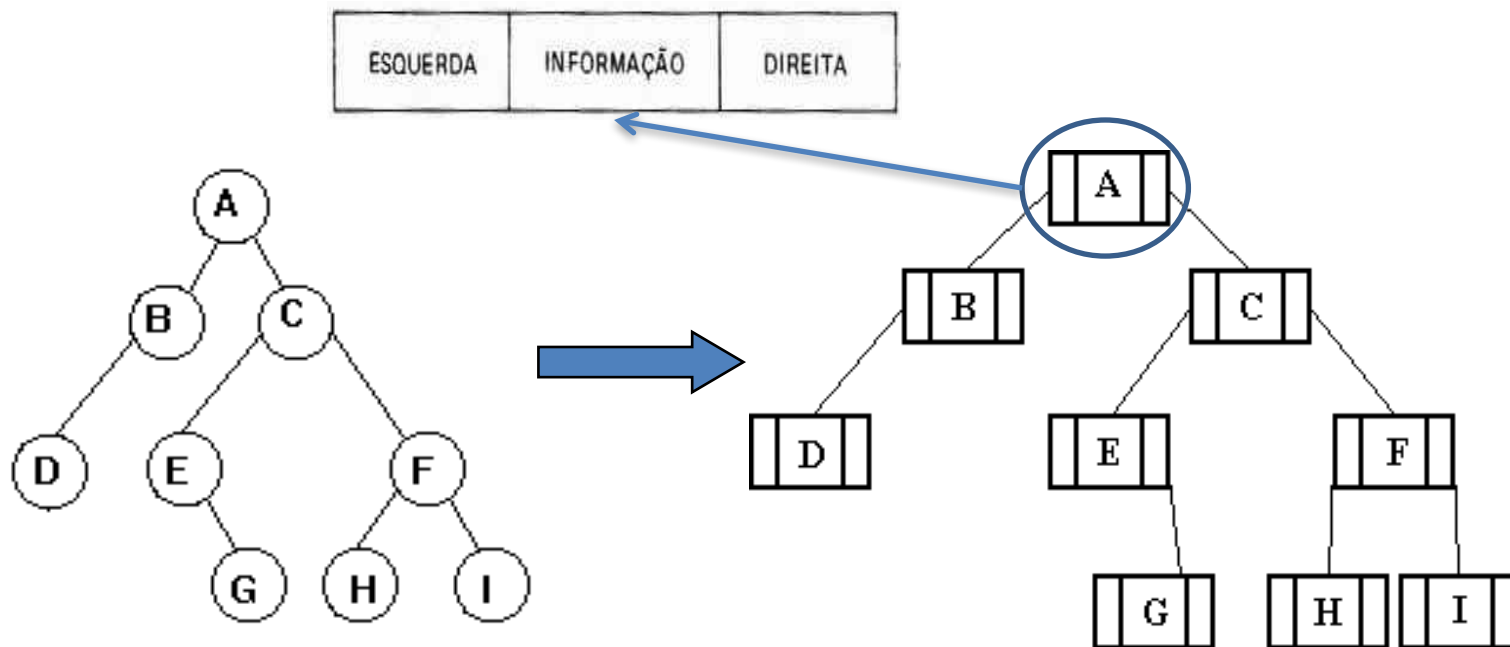 ESQUERDA INFORMAÇÃO DIREITA
A
B C
D E F
G H I
A
B C
D E F
G H I